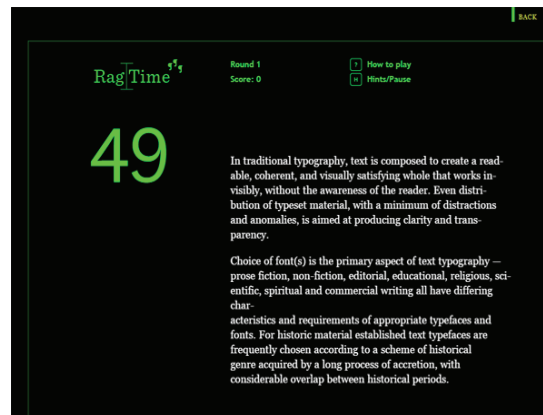 BACK
Rag Time
Round 1
Score: 0
? How to play
H Hints/Pause
49
In traditional typography, text is composed to create a read-
able, coherent, and visually satisfying whole that works in-
visibly, without the awareness of the reader. Even distri-
bution of typeset material, with a minimum of distractions
and anomalies, is aimed at producing clarity and trans-
parency.
Choice of font(s) is the primary aspect of text typography —
prose fiction, non-fiction, editorial, educational, religious, sci-
entific, spiritual and commercial writing all have differing
char-
acteristics and requirements of appropriate typefaces and
fonts. For historic material established text typefaces are
frequently chosen according to a scheme of historical
genre acquired by a long process of accretion, with
considerable overlap between historical periods.